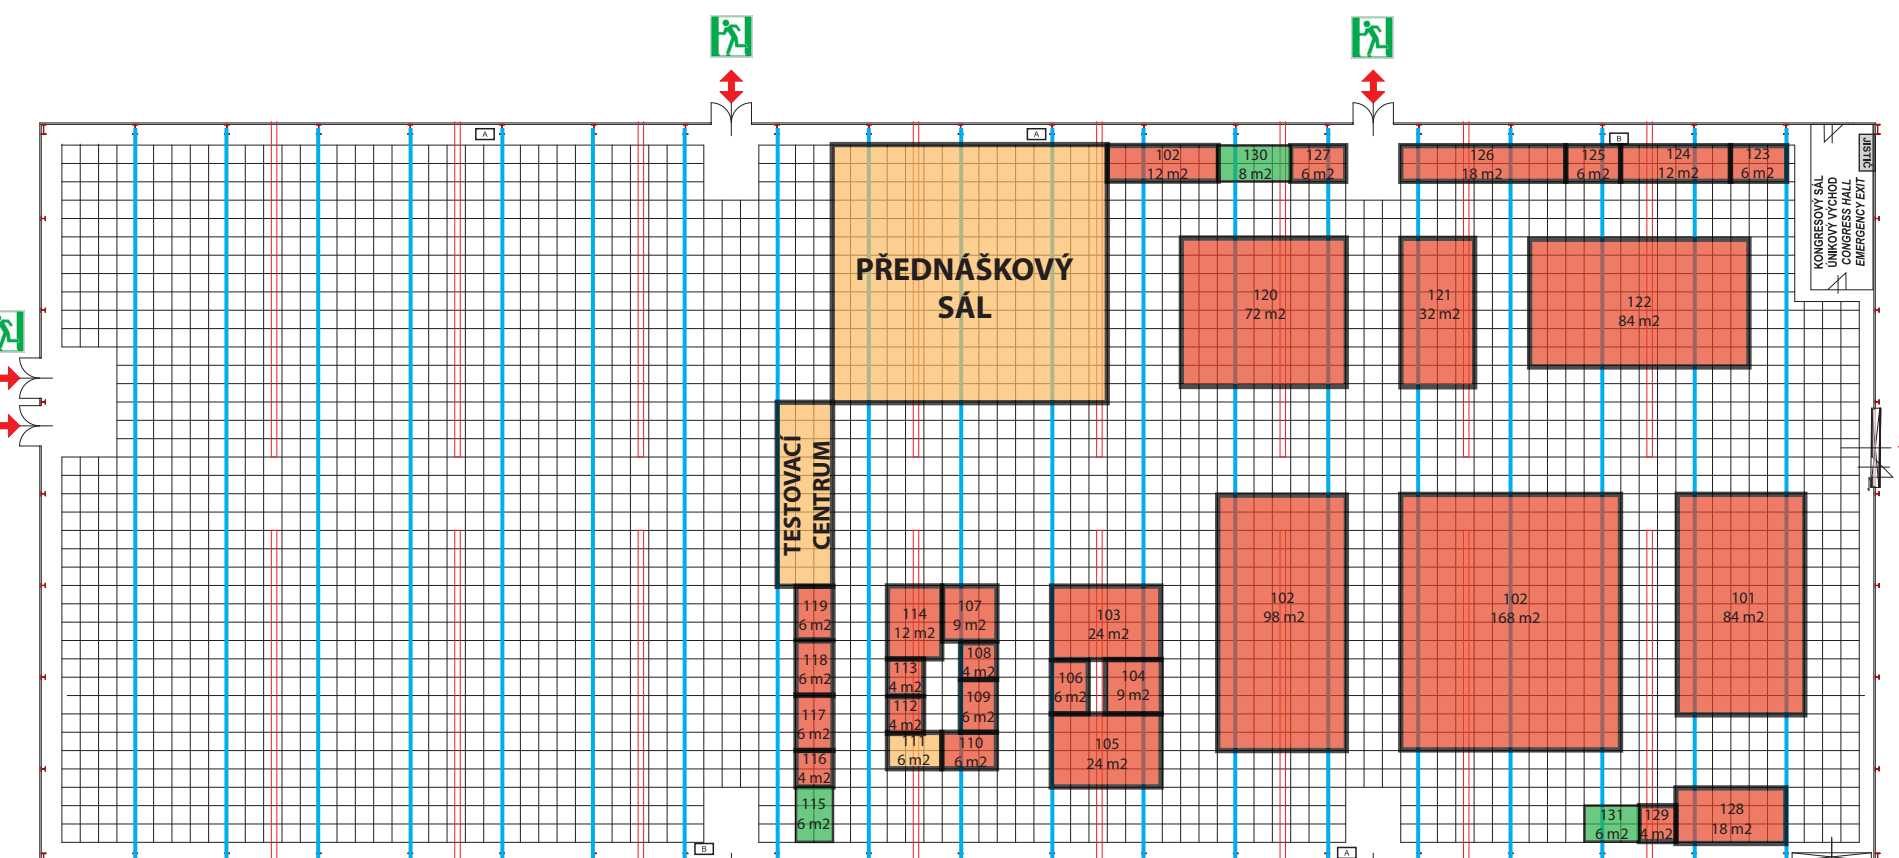 A
A
B
102
12 m2
130
8 m2
127
6 m2
126
18 m2
125
6 m2
124
12 m2
123
6 m2
JISTIČ
KONGRESOVÝ SÁL
ÚNIKOVÝ VÝCHOD
CONGRESS HALL
EMERGENCY EXIT
PŘEDNÁŠKOVÝ
SÁL
120
72 m2
121
32 m2
122
84 m2
TESTOVACÍ
CENTRUM
119
6 m2
118
6 m2
117
6 m2
116
4 m2
115
6 m2
114
12 m2
107
9 m2
113
4 m2
108
4 m2
112
4 m2
109
6 m2
111
6 m2
110
6 m2
103
24 m2
106
6 m2
104
9 m2
105
24 m2
102
98 m2
102
168 m2
101
84 m2
131
6 m2
129
4 m2
128
18 m2
B
A